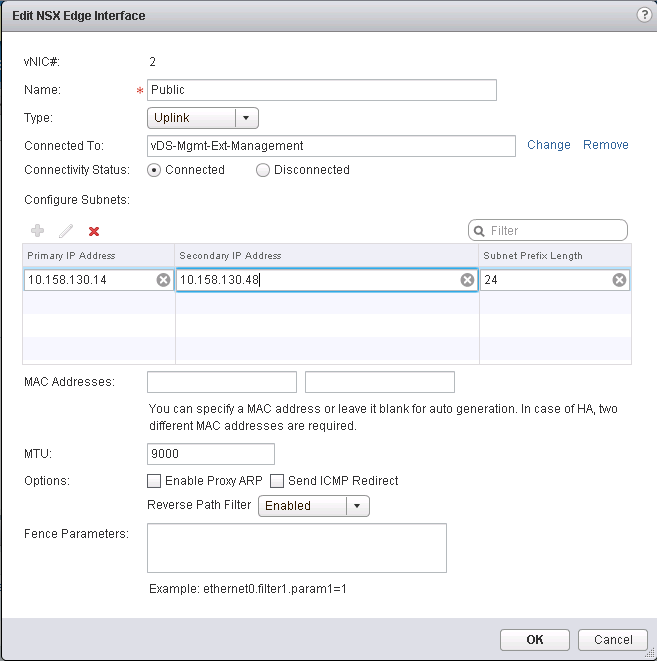 Edit NSX Edge Interface ?
vNIC#: 2
Name: * Public
Type: Uplink
Connected To: vDS-Mgmt-Ext-Management Change Remove
Connectivity Status: Connected Disconnected
Configure Subnets:
Filter
Primary IP Address Secondary IP Address Subnet Prefix Length
10.158.130.14 10.158.130.48 24
MAC Addresses:
You can specify a MAC address or leave it blank for auto generation. In case of HA, two
different MAC addresses are required.
MTU: 9000
Options: Enable Proxy ARP Send ICMP Redirect
Reverse Path Filter Enabled
Fence Parameters:
Example: ethernet0.filter1.param1=1
OK Cancel